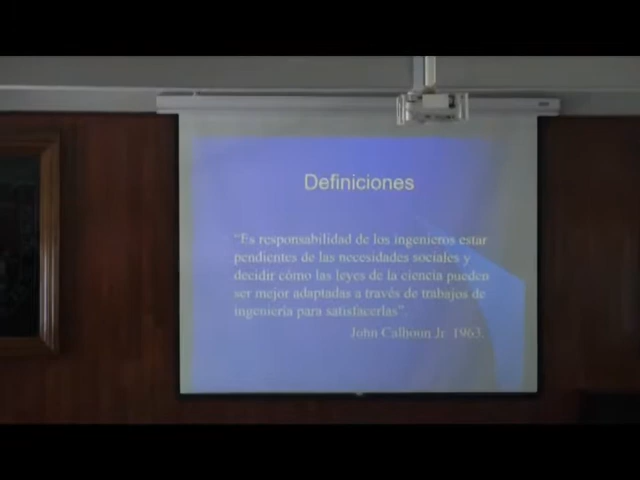 Definiciones
“Es responsabilidad de los ingenieros estar
pendientes de las necesidades sociales y
decidir cómo las leyes de la ciencia pueden
ser mejor adaptadas a través de trabajos de
ingeniería para satisfacerlas”.
John Calhoun Jr. 1963.